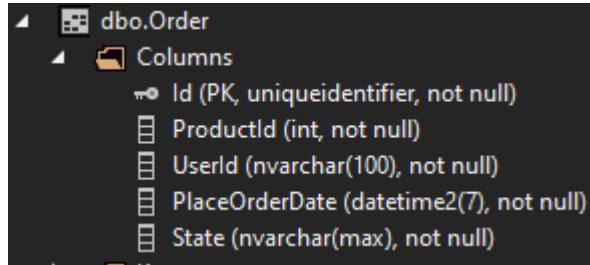 dbo.Order
Columns
Id (PK, uniqueidentifier, not null)
ProductId (int, not null)
UserId (nvarchar(100), not null)
PlaceOrderDate (datetime2(7), not null)
State (nvarchar(max), not null)